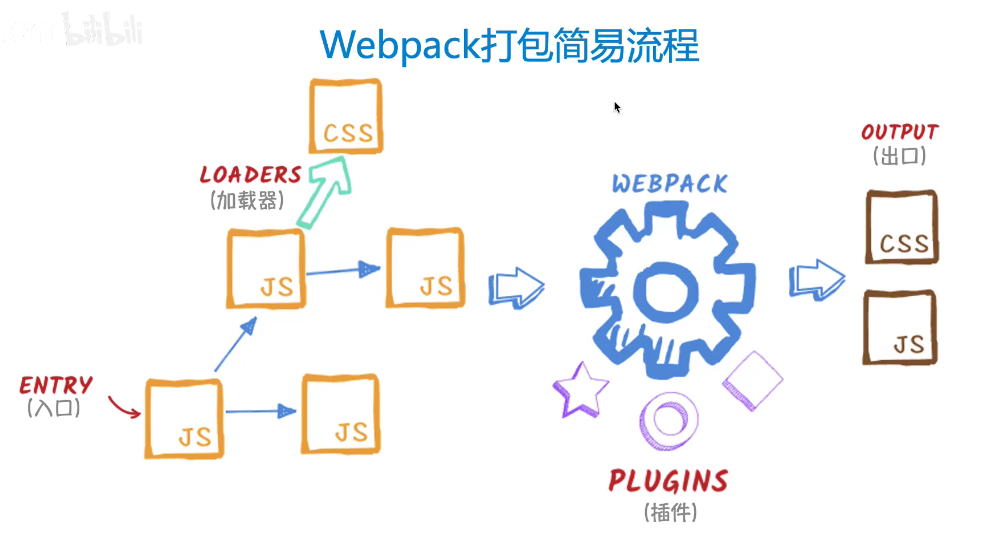 bilibili
Webpack打包简易流程
CSS
LOADERS
(加载器)
JS
JS
ENTRY
(入口)
JS
JS
WEBPACK
PLUGINS
(插件)
OUTPUT
(出口)
CSS
JS